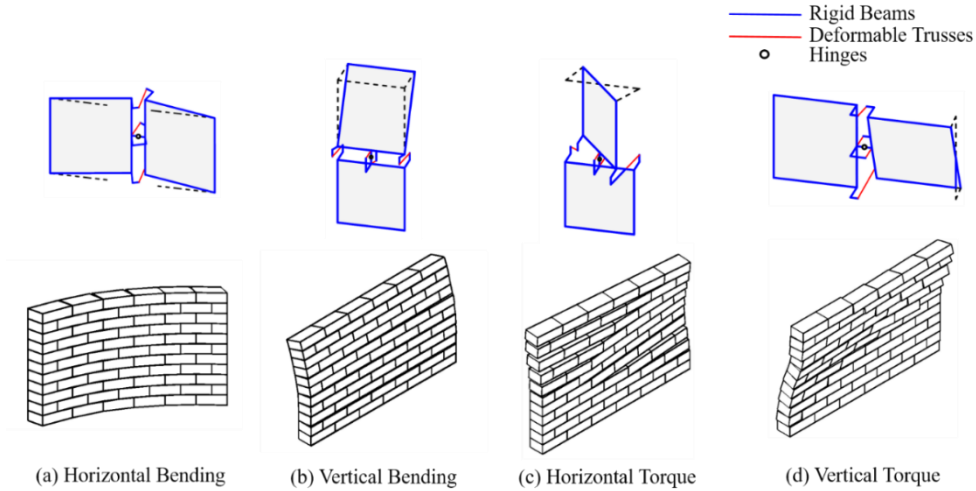 Rigid Beams
Deformable Trusses
Hinges
(a) Horizontal Bending
(b) Vertical Bending
(c) Horizontal Torque
(d) Vertical Torque